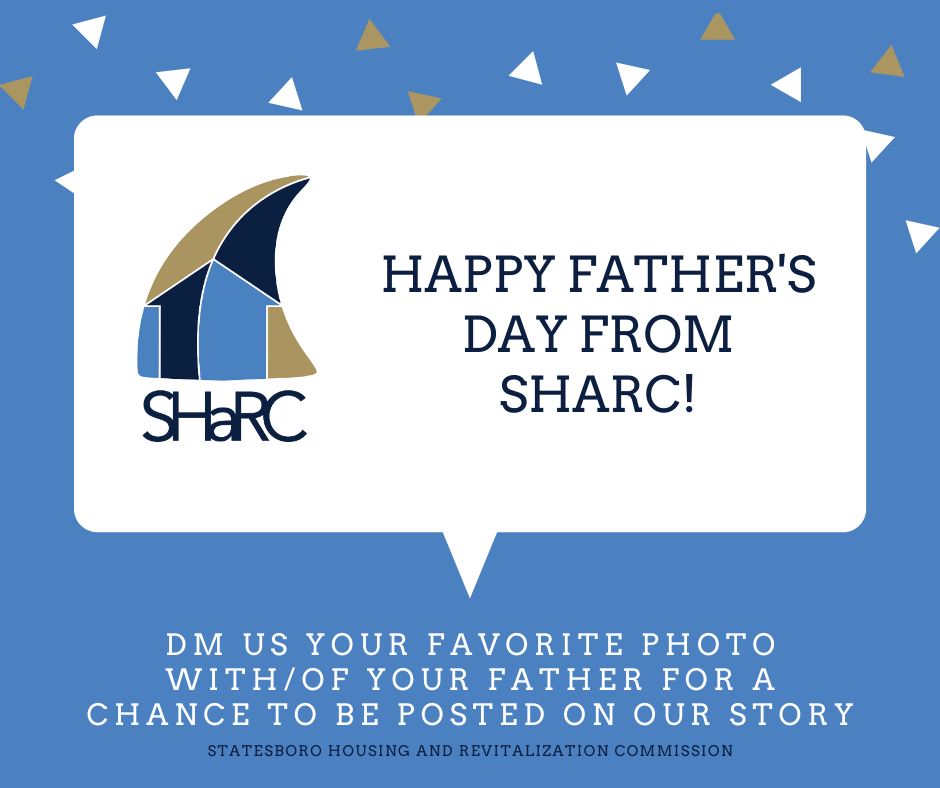 SHaRC
HAPPY FATHER'S
DAY FROM
SHARC!
DM US YOUR FAVORITE PHOTO
WITH/OF YOUR FATHER FOR A
CHANCE TO BE POSTED ON OUR STORY
STATESBORO HOUSING AND REVITALIZATION COMMISSION